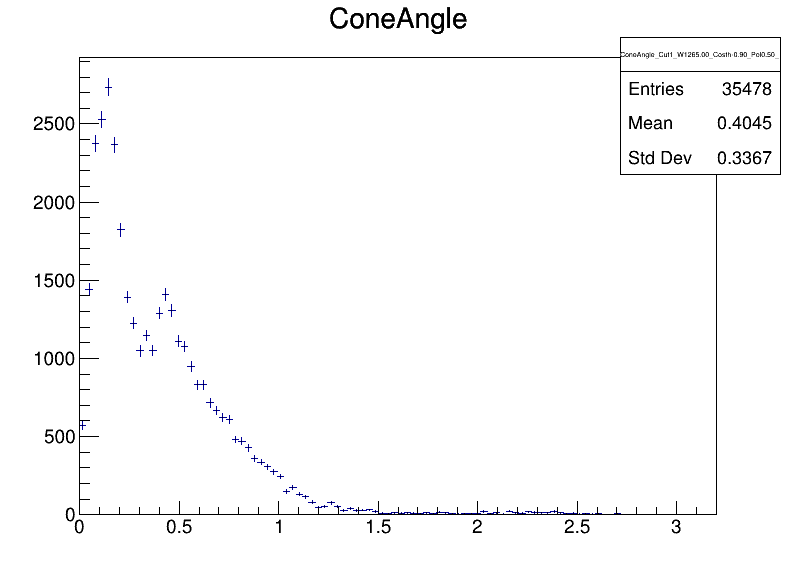 ConeAngle
ConeAngle_Cut1_W1265.00_Costh-0.90_Pol0.50_
Entries 35478
Mean 0.4045
Std Dev 0.3367
2500
2000
1500
1000
500
0
0 0.5 1 1.5 2 2.5 3